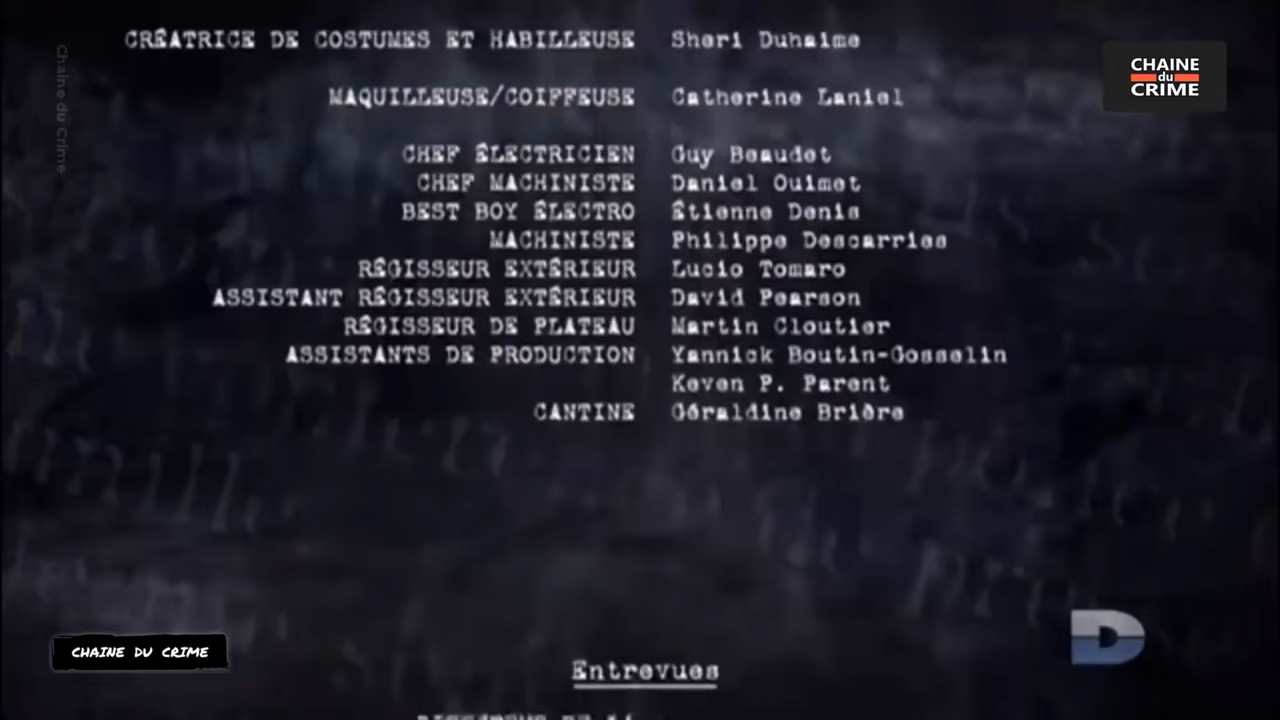 CRÉATRICE DE COSTUMES ET HABILLEUSE Sheri Duhaime
Chaine du Crime
CHAINE
du
CRIME
MAQUILLEUSE/COIFFEUSE Catherine Laniel
CHEF ÉLECTRICIEN Guy Beaudet
CHEF MACHINISTE Daniel Ouimet
BEST BOY ÉLECTRO Étienne Denis
MACHINISTE Philippe Descarries
RÉGISSEUR EXTÉRIEUR Lucio Tomaro
ASSISTANT RÉGISSEUR EXTÉRIEUR David Pearson
RÉGISSEUR DE PLATEAU Martin Cloutier
ASSISTANTS DE PRODUCTION Yannick Boutin-Gosselin
Keven P. Parent
CANTINE Géraldine Brière
D
CHAINE DU CRIME
Entrevues